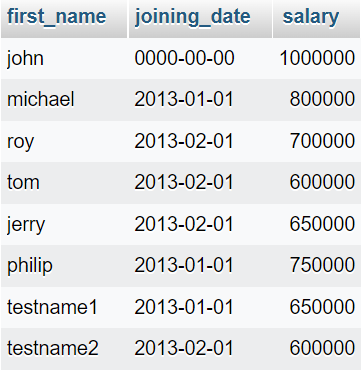 first_name joining_date salary
john 0000-00-00 1000000
michael 2013-01-01 800000
roy 2013-02-01 700000
tom 2013-02-01 600000
jerry 2013-02-01 650000
philip 2013-01-01 750000
testname1 2013-01-01 650000
testname2 2013-02-01 600000